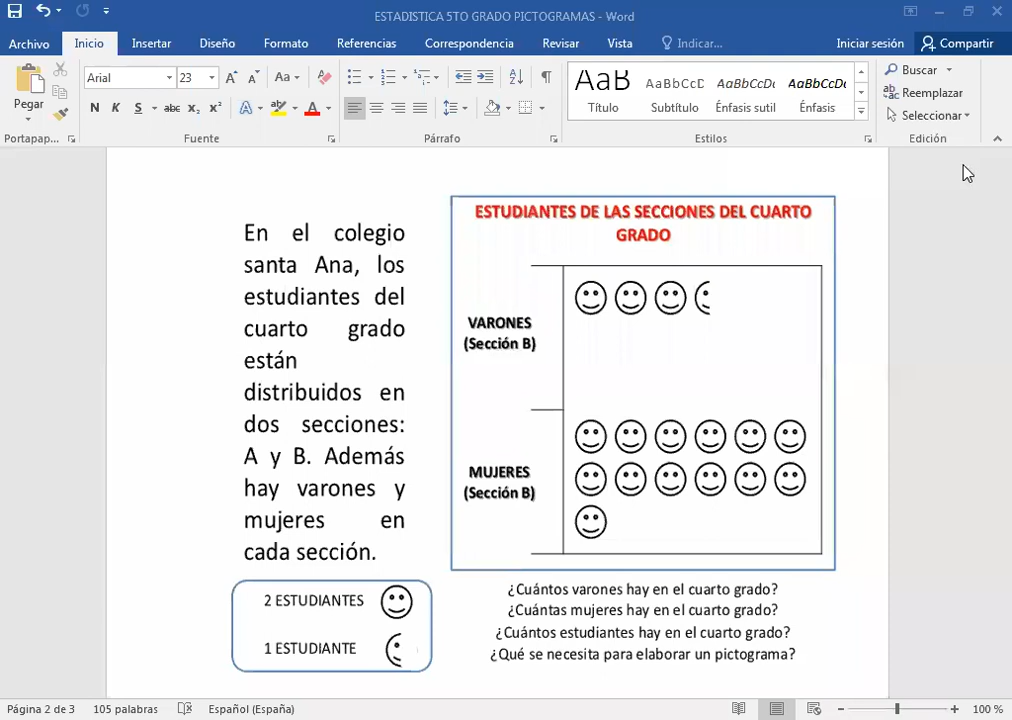 ESTADISTICA 5TO GRADO PICTOGRAMAS - Word
Archivo Inicio Insertar Diseño Formato Referencias Correspondencia Revisar Vista Indicar... Iniciar sesión Compartir
Pegar
Arial 23
N K S abc x₂ x²
Aa
A A A
AaB Título
AaBbCcD Subtítulo
AaBbCcDc Énfasis sutil
AaBbCcDc Énfasis
Buscar
Reemplazar
Seleccionar
Portapap... Fuente Párrafo Estilos Edición
En el colegio
santa Ana, los
estudiantes del
cuarto grado
están
distribuidos en
dos secciones:
A y B. Además
hay varones y
mujeres en
cada sección.
2 ESTUDIANTES
1 ESTUDIANTE
ESTUDIANTES DE LAS SECCIONES DEL CUARTO
GRADO
VARONES
(Sección B)
MUJERES
(Sección B)
¿Cuántos varones hay en el cuarto grado?
¿Cuántas mujeres hay en el cuarto grado?
¿Cuántos estudiantes hay en el cuarto grado?
¿Qué se necesita para elaborar un pictograma?
Página 2 de 3 105 palabras Español (España) 100 %